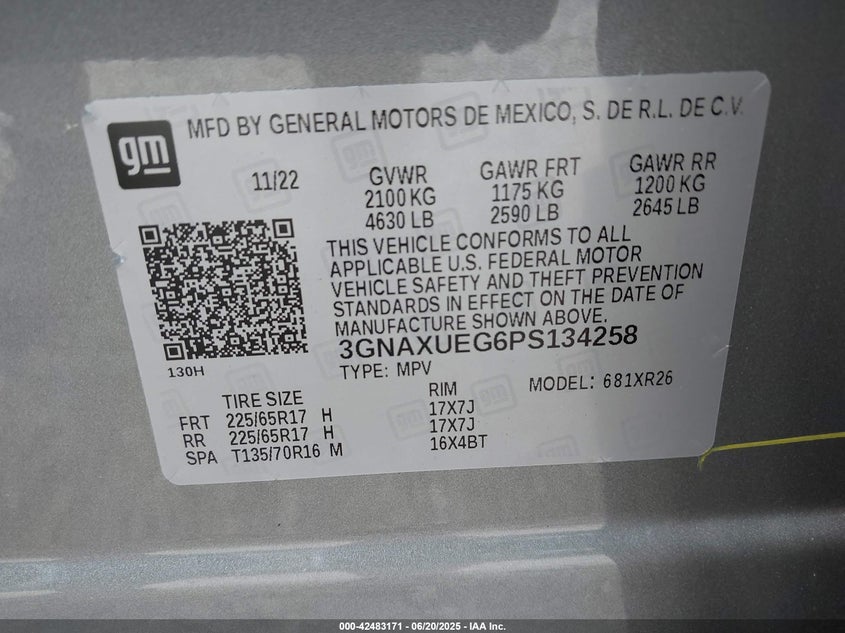 gm
MFD BY GENERAL MOTORS DE MEXICO, S. DE R.L. DE C.V.
11/22
GVWR GAWR FRT GAWR RR
2100 KG 1175 KG 1200 KG
4630 LB 2590 LB 2645 LB
THIS VEHICLE CONFORMS TO ALL
APPLICABLE U.S. FEDERAL MOTOR
VEHICLE SAFETY AND THEFT PREVENTION
STANDARDS IN EFFECT ON THE DATE OF
MANUFACTURE SHOWN ABOVE.
3GNAXUEG6PS134258
130H
TYPE: MPV MODEL: 681XR26
TIRE SIZE RIM
FRT 225/65R17 H 17X7J
RR 225/65R17 H 17X7J
SPA T135/70R16 M 16X4BT
000-42483171 | 06/20/2025 - IAA Inc.